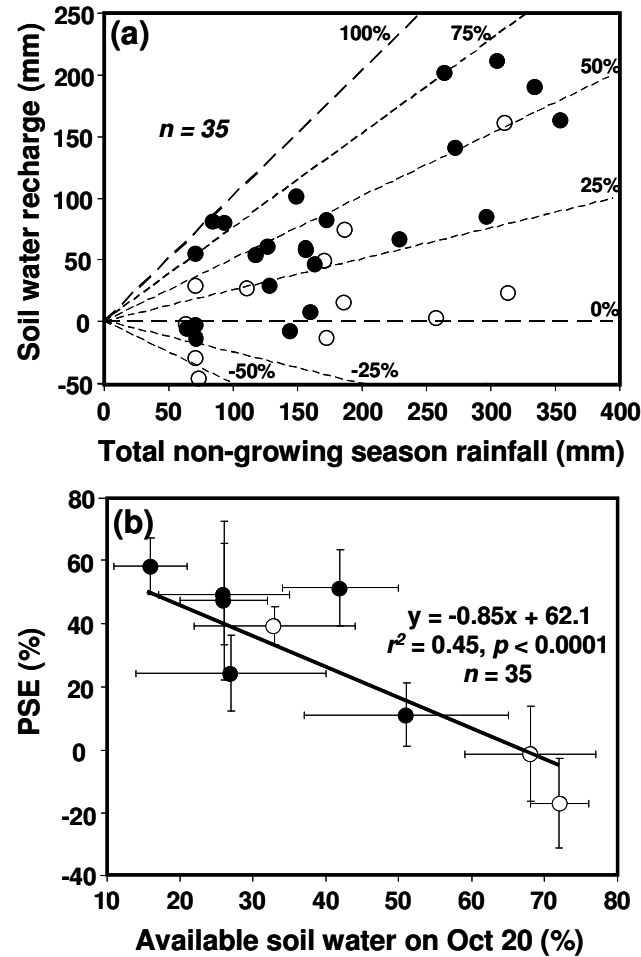 (a)
250
200
150
100
50
0
-50
Soil water recharge (mm)
n = 35
100%
75%
50%
25%
0%
-25%
-50%
0 50 100 150 200 250 300 350 400
Total non-growing season rainfall (mm)
(b)
80
60
40
20
0
-20
-40
PSE (%)
y = -0.85x + 62.1
r² = 0.45, p < 0.0001
n = 35
10 20 30 40 50 60 70 80
Available soil water on Oct 20 (%)